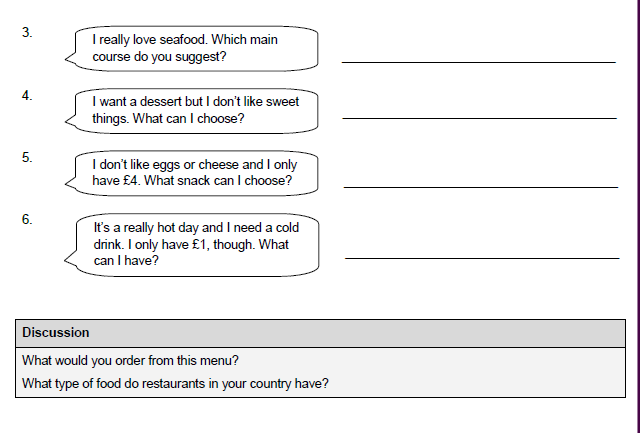 3.
I really love seafood. Which main
course do you suggest?
4.
I want a dessert but I don't like sweet
things. What can I choose?
5.
I don't like eggs or cheese and I only
have £4. What snack can I choose?
6.
It's a really hot day and I need a cold
drink. I only have £1, though. What
can I have?
Discussion
What would you order from this menu?
What type of food do restaurants in your country have?